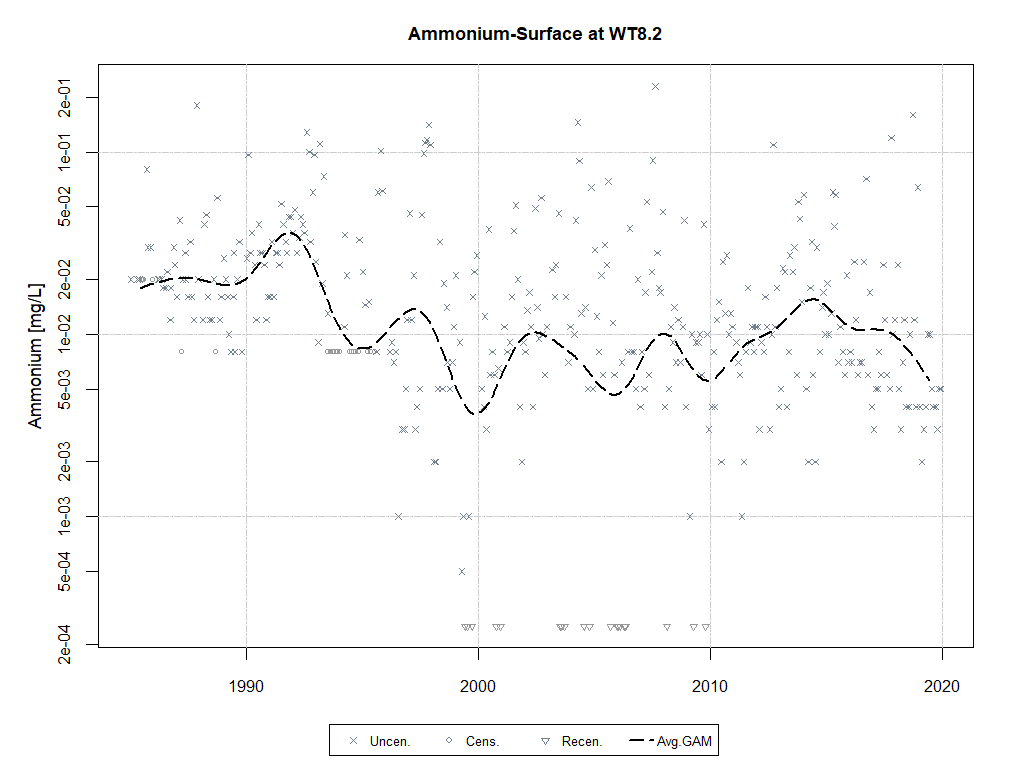 Ammonium-Surface at WT8.2
Ammonium [mg/L]
2e-01
1e-01
5e-02
2e-02
1e-02
5e-03
2e-03
1e-03
5e-04
2e-04
1990 2000 2010 2020
Uncen. Cens. Recen. Avg.GAM